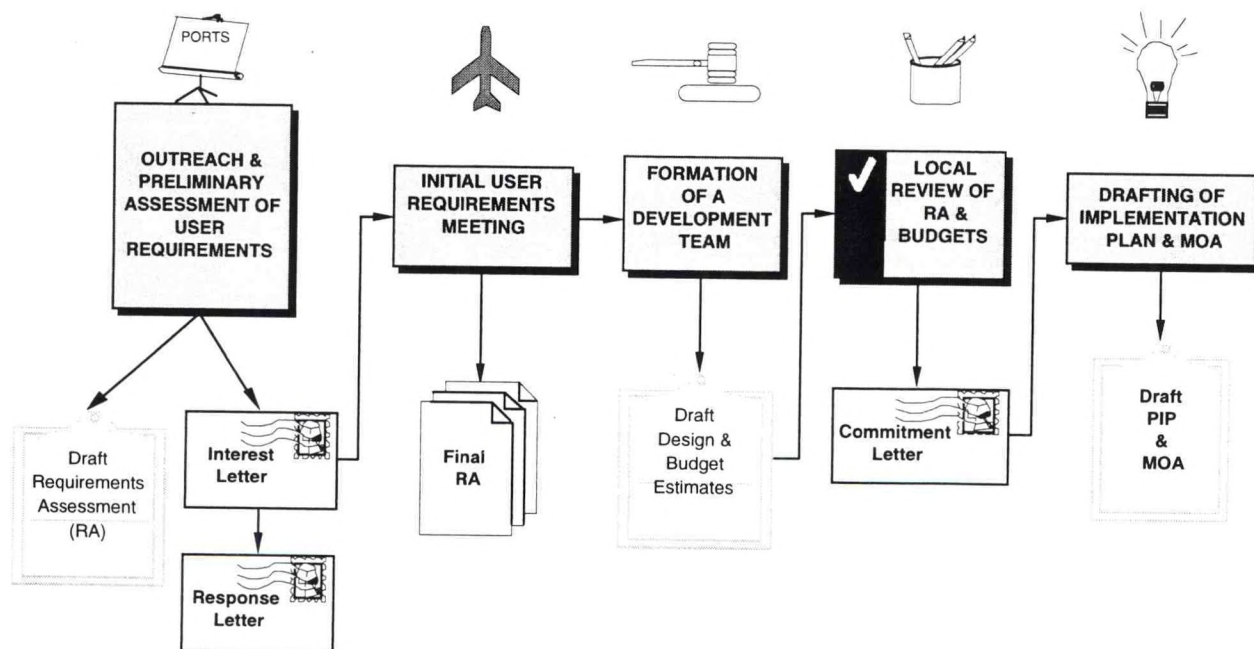 PORTS
OUTREACH &
PRELIMINARY
ASSESSMENT OF
USER
REQUIREMENTS
INITIAL USER
REQUIREMENTS
MEETING
FORMATION
OF A
DEVELOPMENT
TEAM
LOCAL
REVIEW OF
RA &
BUDGETS
DRAFTING OF
IMPLEMENTATION
PLAN & MOA
Draft
Requirements
Assessment
(RA)
Interest
Letter
Response
Letter
Final
RA
Draft
Design &
Budget
Estimates
Commitment
Letter
Draft
PIP
&
MOA